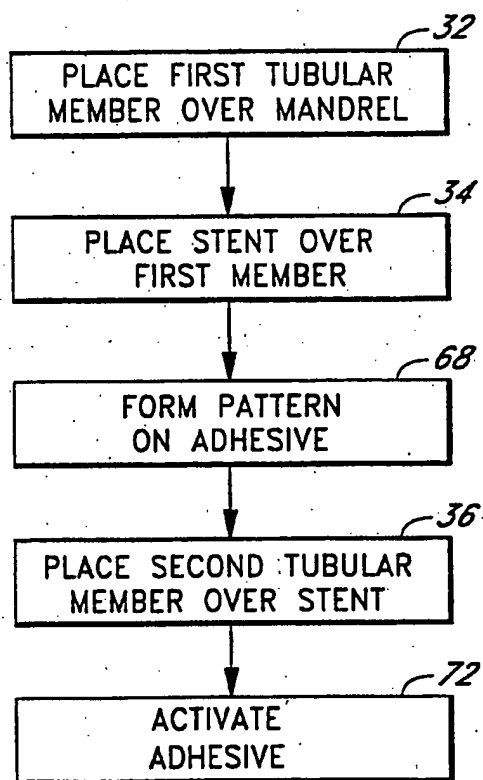 32
PLACE FIRST TUBULAR
MEMBER OVER MANDREL
34
PLACE STENT OVER
FIRST MEMBER
68
FORM PATTERN
ON ADHESIVE
36
PLACE SECOND TUBULAR
MEMBER OVER STENT
72
ACTIVATE
ADHESIVE